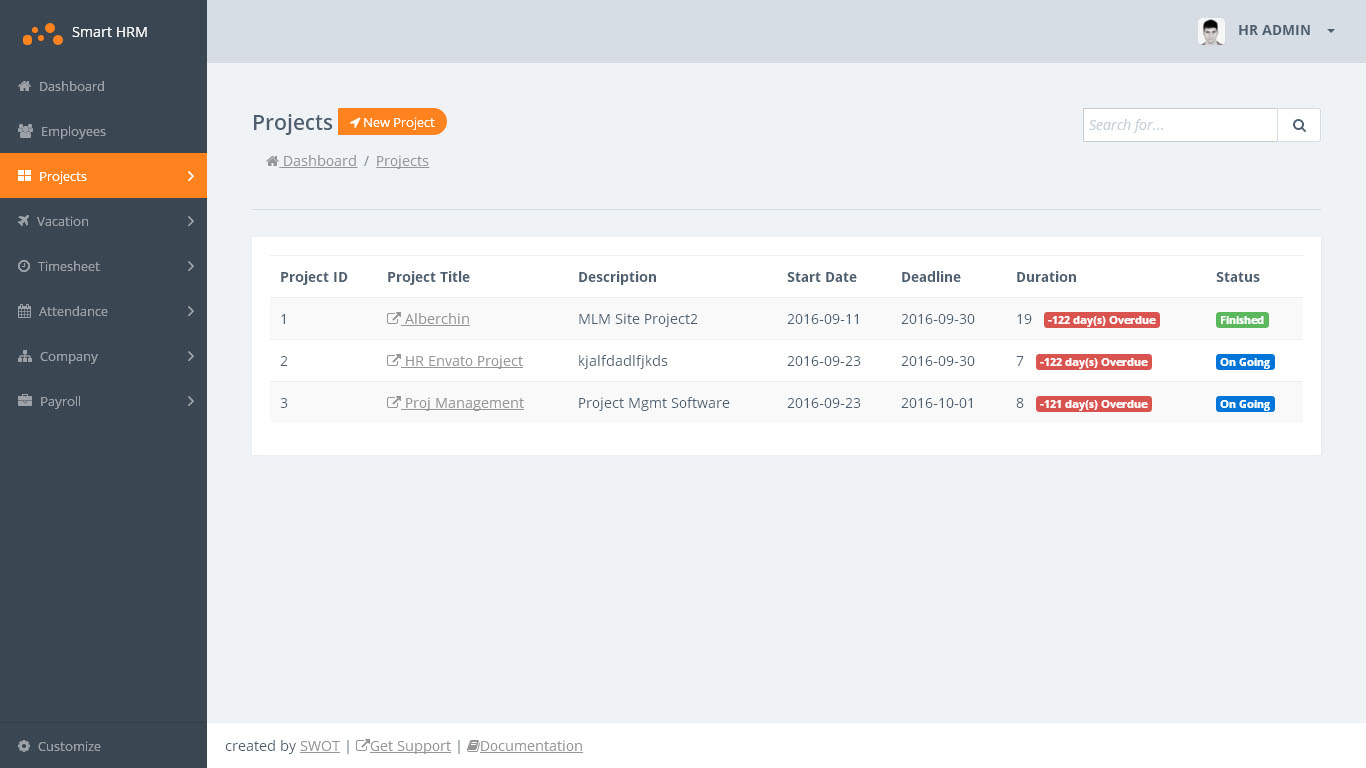 Smart HRM
HR ADMIN
Dashboard
Employees
Projects
Vacation
Timesheet
Attendance
Company
Payroll
Customize
Projects New Project
Search for...
Dashboard / Projects
Project ID Project Title Description Start Date Deadline Duration Status
1 Alberchin MLM Site Project2 2016-09-11 2016-09-30 19 -122 day(s) Overdue Finished
2 HR Envato Project kjalfdadlfjkds 2016-09-23 2016-09-30 7 -122 day(s) Overdue On Going
3 Proj Management Project Mgmt Software 2016-09-23 2016-10-01 8 -121 day(s) Overdue On Going
created by SWOT | Get Support | Documentation